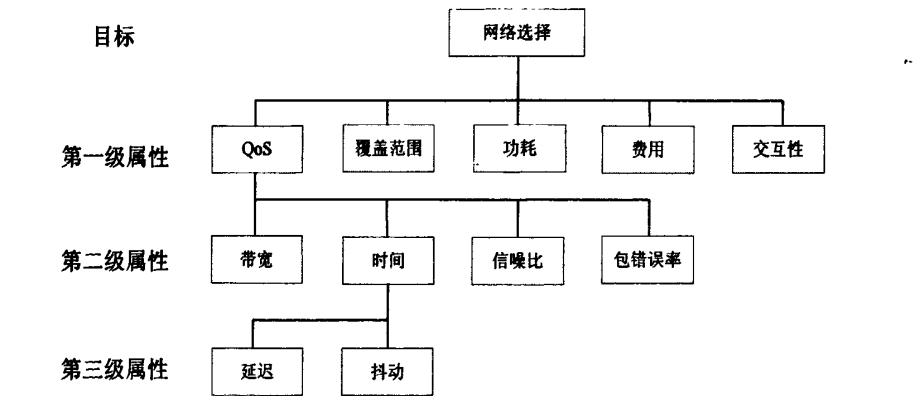 目标
网络选择
第一级属性
QoS
覆盖范围
功耗
费用
交互性
第二级属性
带宽
时间
信噪比
包错误率
第三级属性
延迟
抖动